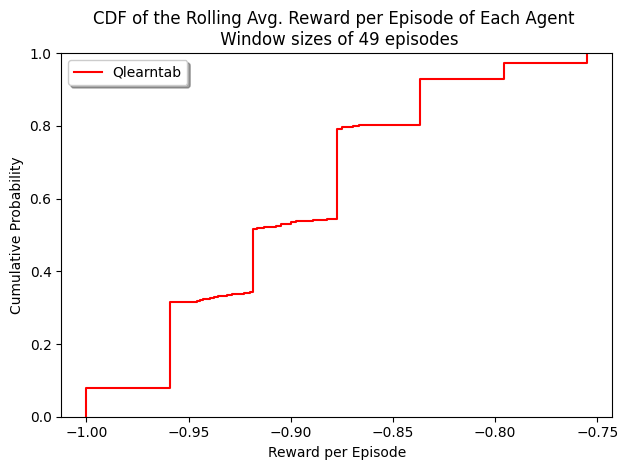 CDF of the Rolling Avg. Reward per Episode of Each Agent
Window sizes of 49 episodes
Qlearntab
Cumulative Probability
1.0
0.8
0.6
0.4
0.2
0.0
−1.00
−0.95
−0.90
−0.85
−0.80
−0.75
Reward per Episode